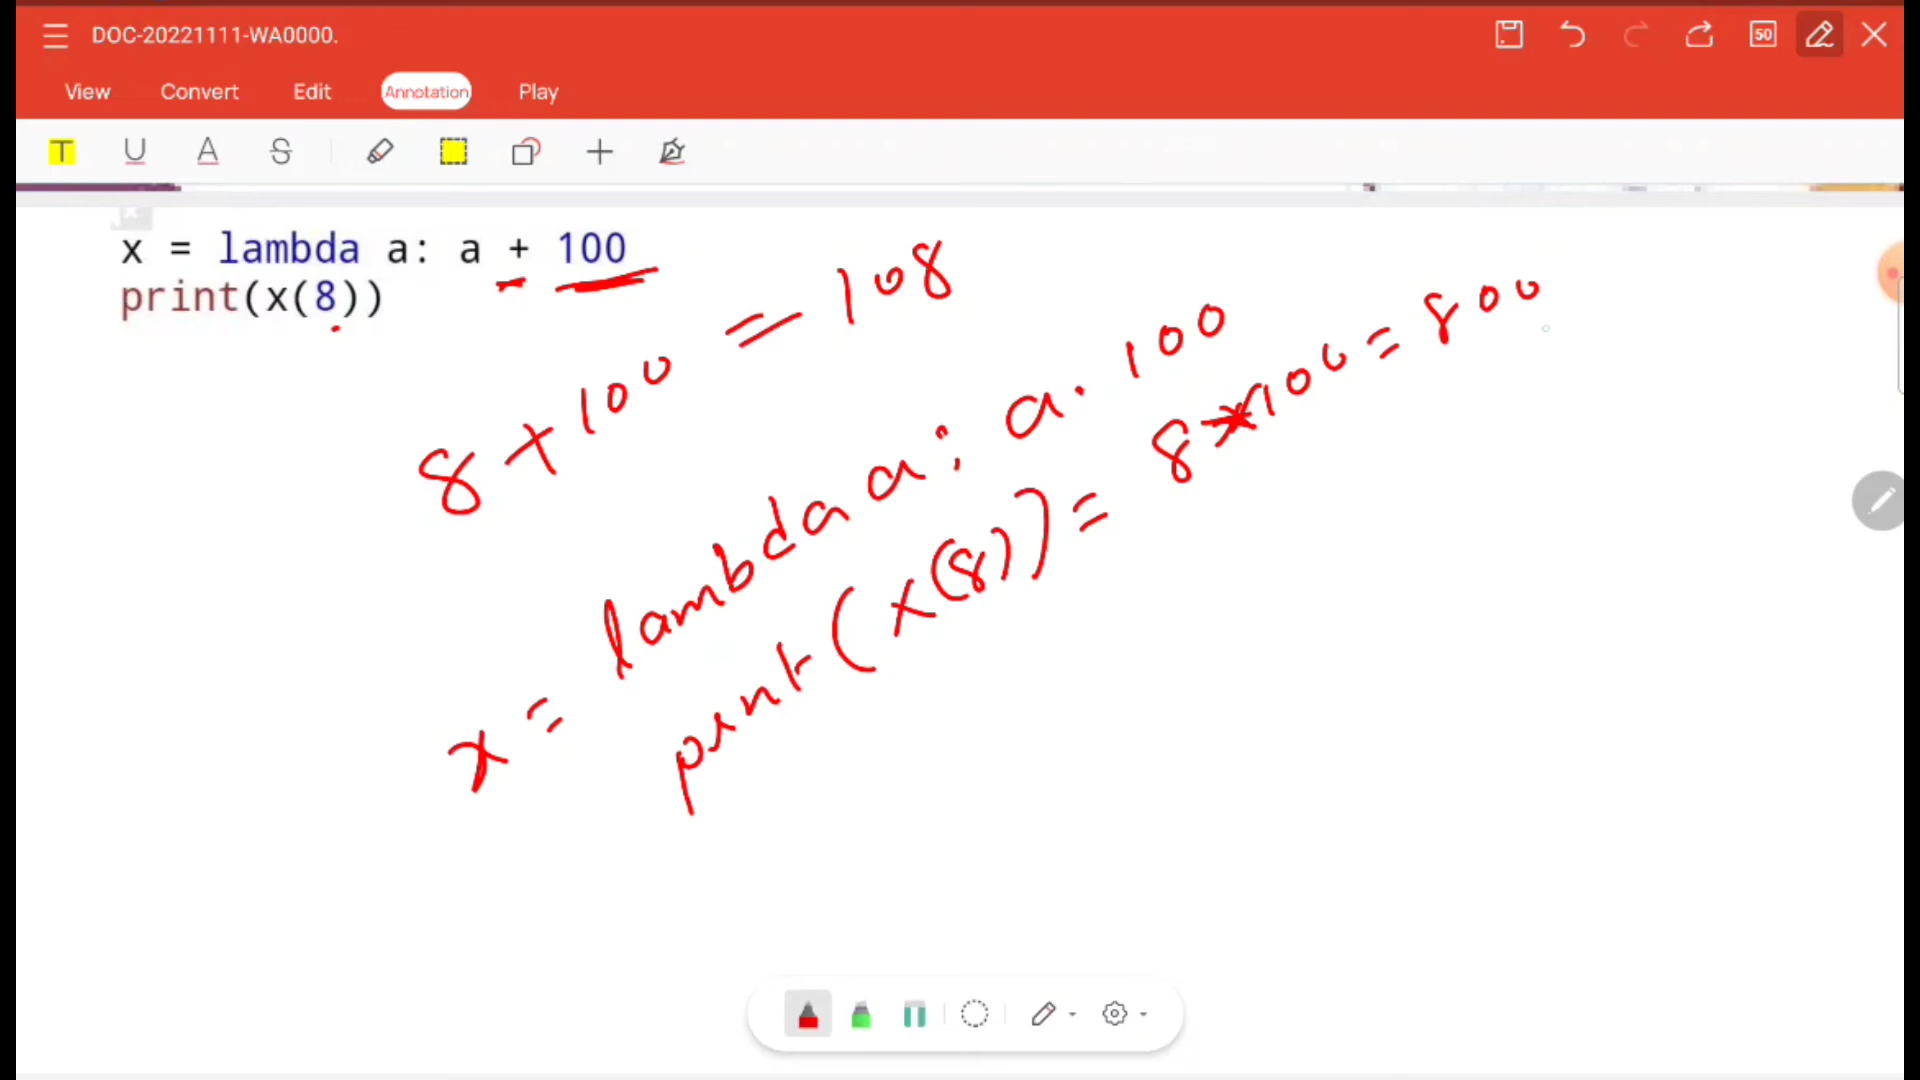 DOC-20221111-WA0000.
50
View Convert Edit Annotation Play
T U A S
x = lambda a: a + 100
print(x(8))
8 + 100 = 108
x = lambda a : a . 100
print(x(8)) = 8*100 = 800